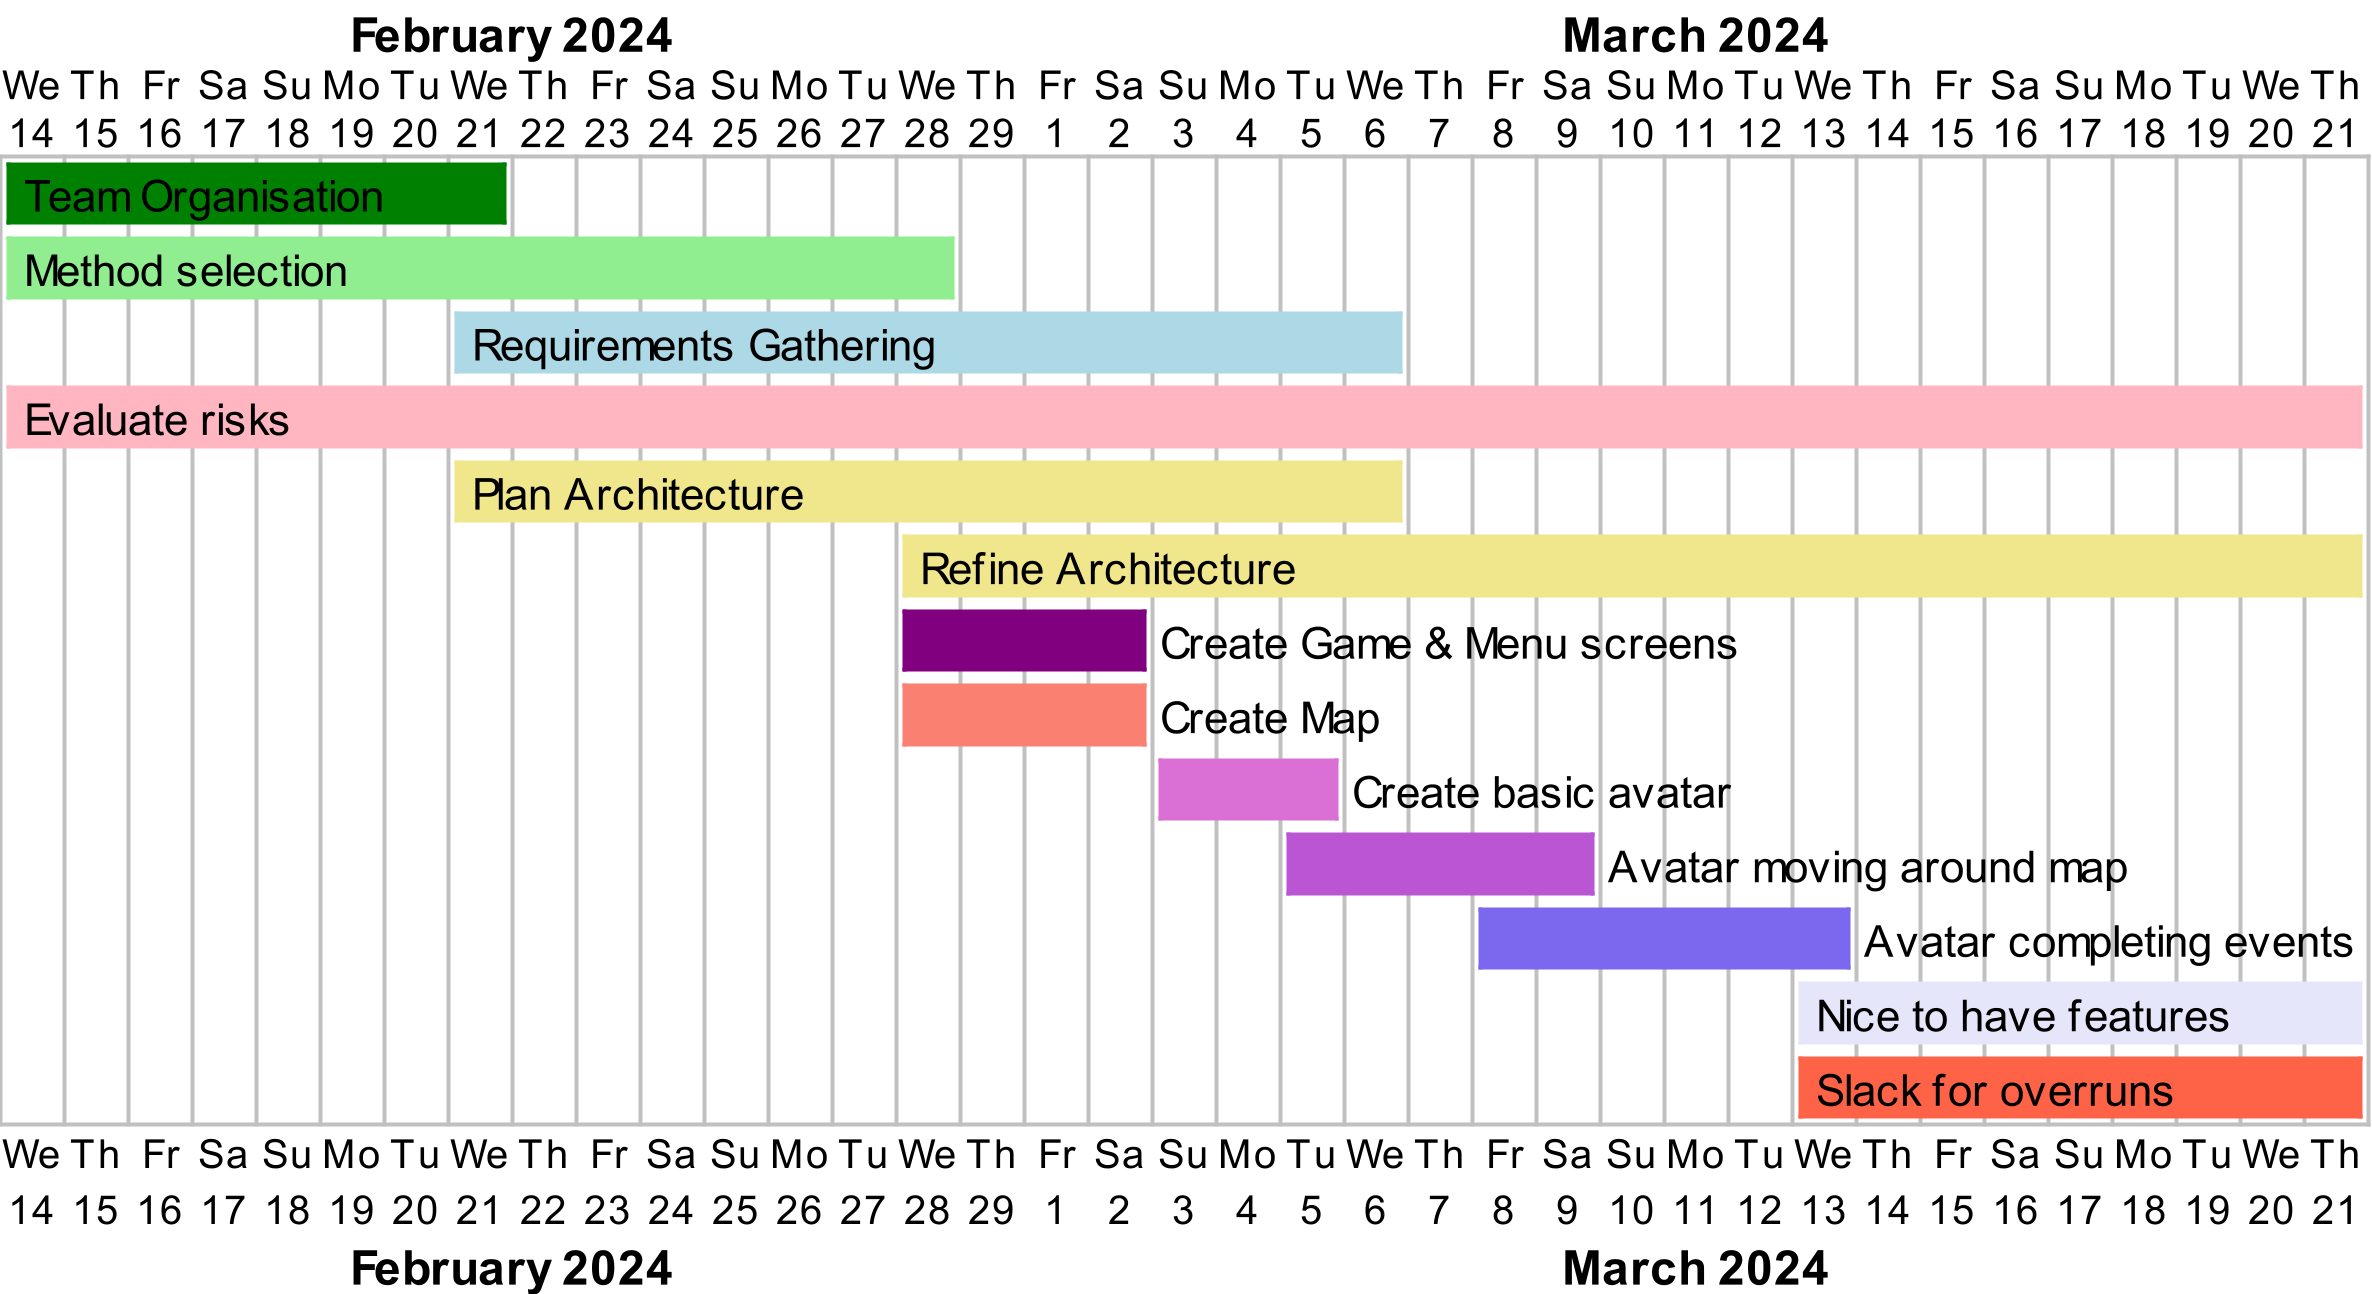 February 2024 March 2024
We Th Fr Sa Su Mo Tu We Th Fr Sa Su Mo Tu We Th Fr Sa Su Mo Tu We Th Fr Sa Su Mo Tu We Th Fr Sa Su Mo Tu We Th
14 15 16 17 18 19 20 21 22 23 24 25 26 27 28 29 1 2 3 4 5 6 7 8 9 10 11 12 13 14 15 16 17 18 19 20 21
Team Organisation
Method selection
Requirements Gathering
Evaluate risks
Plan Architecture
Refine Architecture
Create Game & Menu screens
Create Map
Create basic avatar
Avatar moving around map
Avatar completing events
Nice to have features
Slack for overruns
We Th Fr Sa Su Mo Tu We Th Fr Sa Su Mo Tu We Th Fr Sa Su Mo Tu We Th Fr Sa Su Mo Tu We Th Fr Sa Su Mo Tu We Th
14 15 16 17 18 19 20 21 22 23 24 25 26 27 28 29 1 2 3 4 5 6 7 8 9 10 11 12 13 14 15 16 17 18 19 20 21
February 2024 March 2024